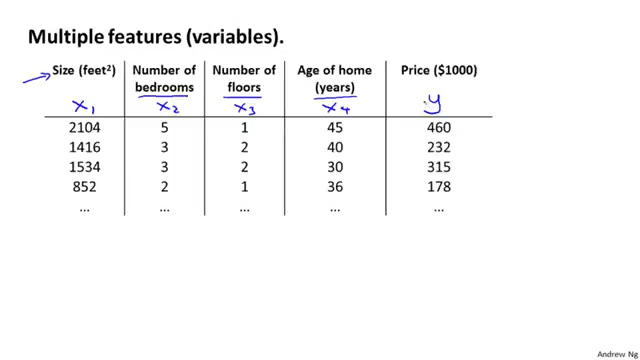 Multiple features (variables).
Size (feet²) Number of bedrooms Number of floors Age of home (years) Price ($1000)
x₁ x₂ x₃ x₄ y
2104 5 1 45 460
1416 3 2 40 232
1534 3 2 30 315
852 2 1 36 178
... ... ... ... ...
Andrew Ng